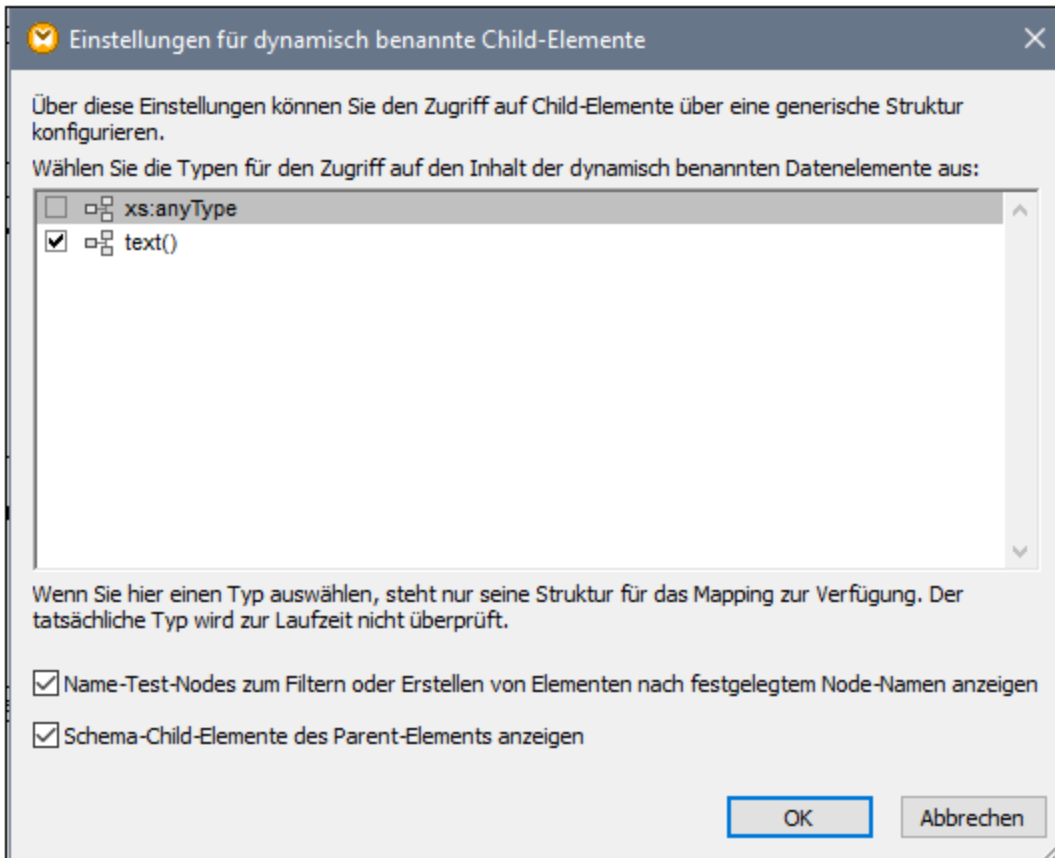 Einstellungen für dynamisch benannte Child-Elemente
Über diese Einstellungen können Sie den Zugriff auf Child-Elemente über eine generische Struktur
konfigurieren.
Wählen Sie die Typen für den Zugriff auf den Inhalt der dynamisch benannten Datenelemente aus:
xs:anyType
text()
Wenn Sie hier einen Typ auswählen, steht nur seine Struktur für das Mapping zur Verfügung. Der
tatsächliche Typ wird zur Laufzeit nicht überprüft.
Name-Test-Nodes zum Filtern oder Erstellen von Elementen nach festgelegtem Node-Namen anzeigen
Schema-Child-Elemente des Parent-Elements anzeigen
OK
Abbrechen